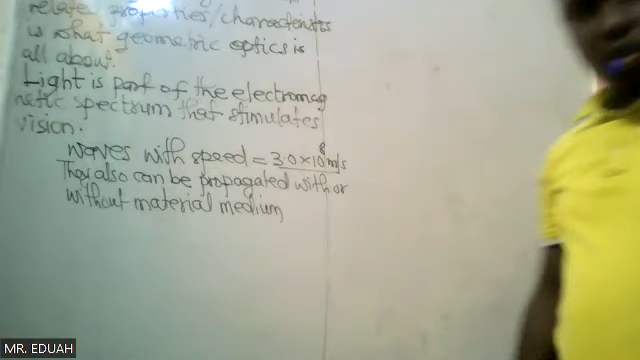 related properties/characteristics
is what geometric optics is
all about.
Light is part of the electromag
netic spectrum that stimulates
vision.
waves with speed = 3.0×10⁸m/s
They also can be propagated with or
without material medium
MR. EDUAH